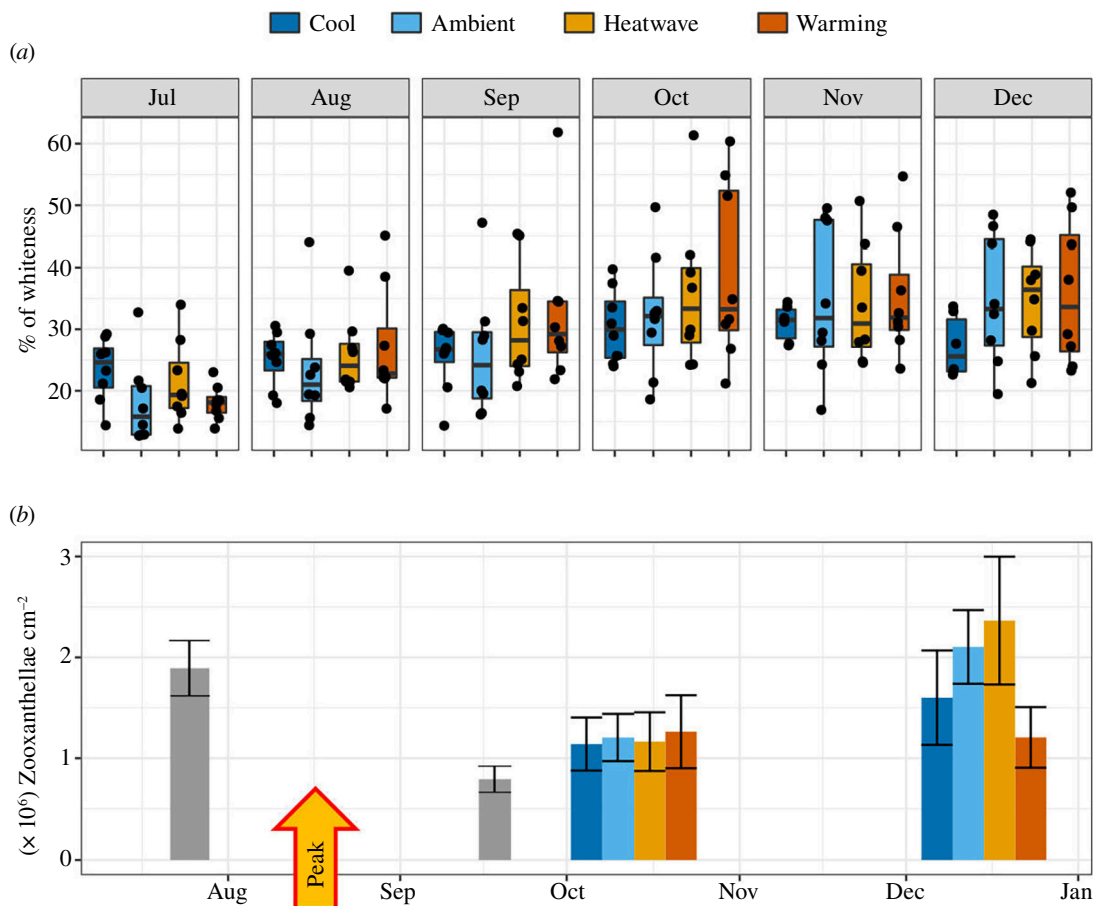 Cool Ambient Heatwave Warming
(a)
Jul Aug Sep Oct Nov Dec
% of whiteness
60
50
40
30
20
(b)
(× 10⁶) Zooxanthellae cm⁻²
3
2
1
0
Peak
Aug Sep Oct Nov Dec Jan